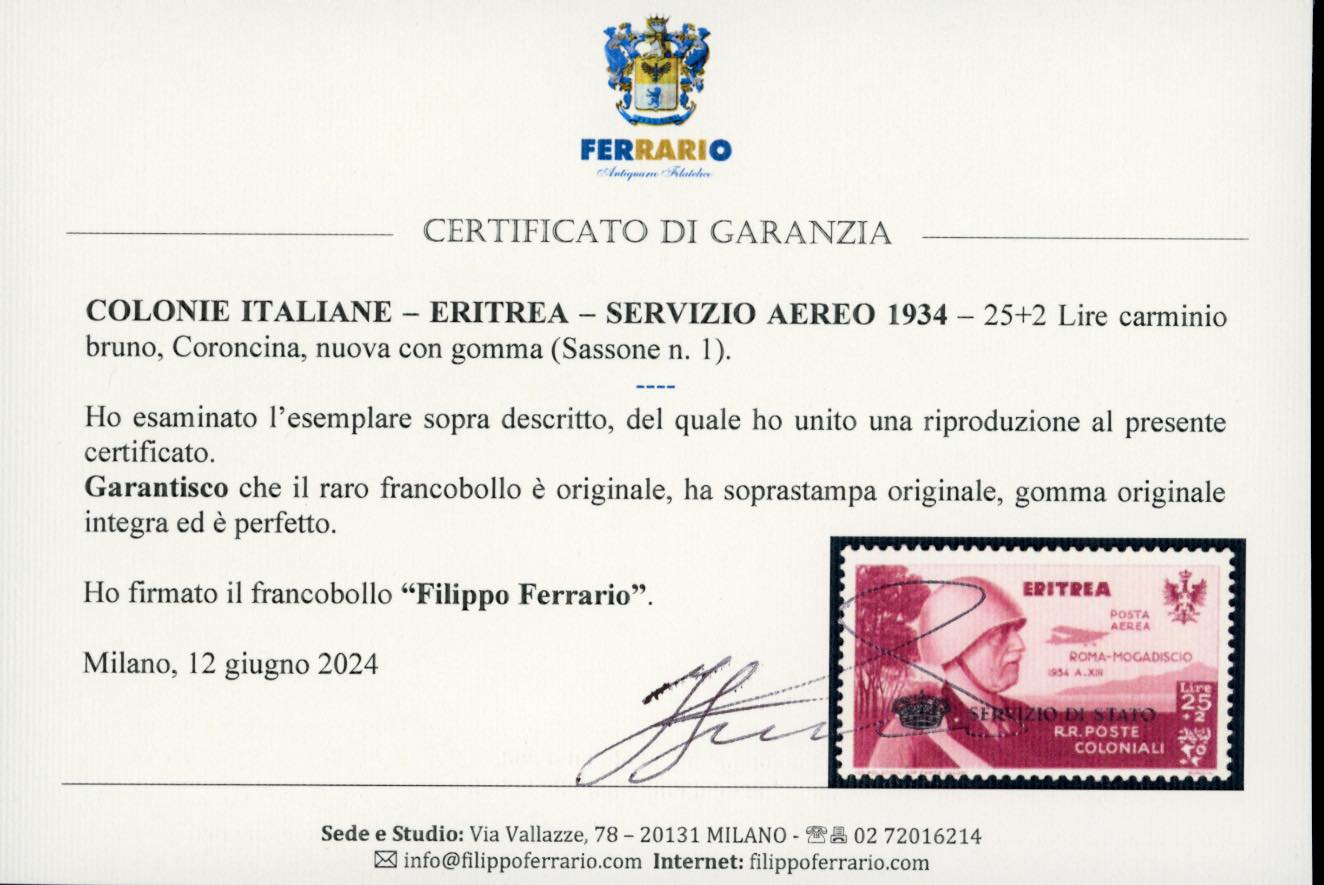 FERRARIO
Antiquario Filatelico
CERTIFICATO DI GARANZIA
COLONIE ITALIANE – ERITREA – SERVIZIO AEREO 1934 – 25+2 Lire carminio
bruno, Coroncina, nuova con gomma (Sassone n. 1).
----
Ho esaminato l’esemplare sopra descritto, del quale ho unito una riproduzione al presente
certificato.
Garantisco che il raro francobollo è originale, ha soprastampa originale, gomma originale
integra ed è perfetto.
Ho firmato il francobollo “Filippo Ferrario”.
Milano, 12 giugno 2024
ERITREA
POSTA
AEREA
ROMA-MOGADISCIO
1934 A.XIII
Lire
25
+2
SERVIZIO DI STATO
R.R. POSTE
COLONIALI
Sede e Studio: Via Vallazze, 78 – 20131 MILANO - 02 72016214
info@filippoferrario.com Internet: filippoferrario.com